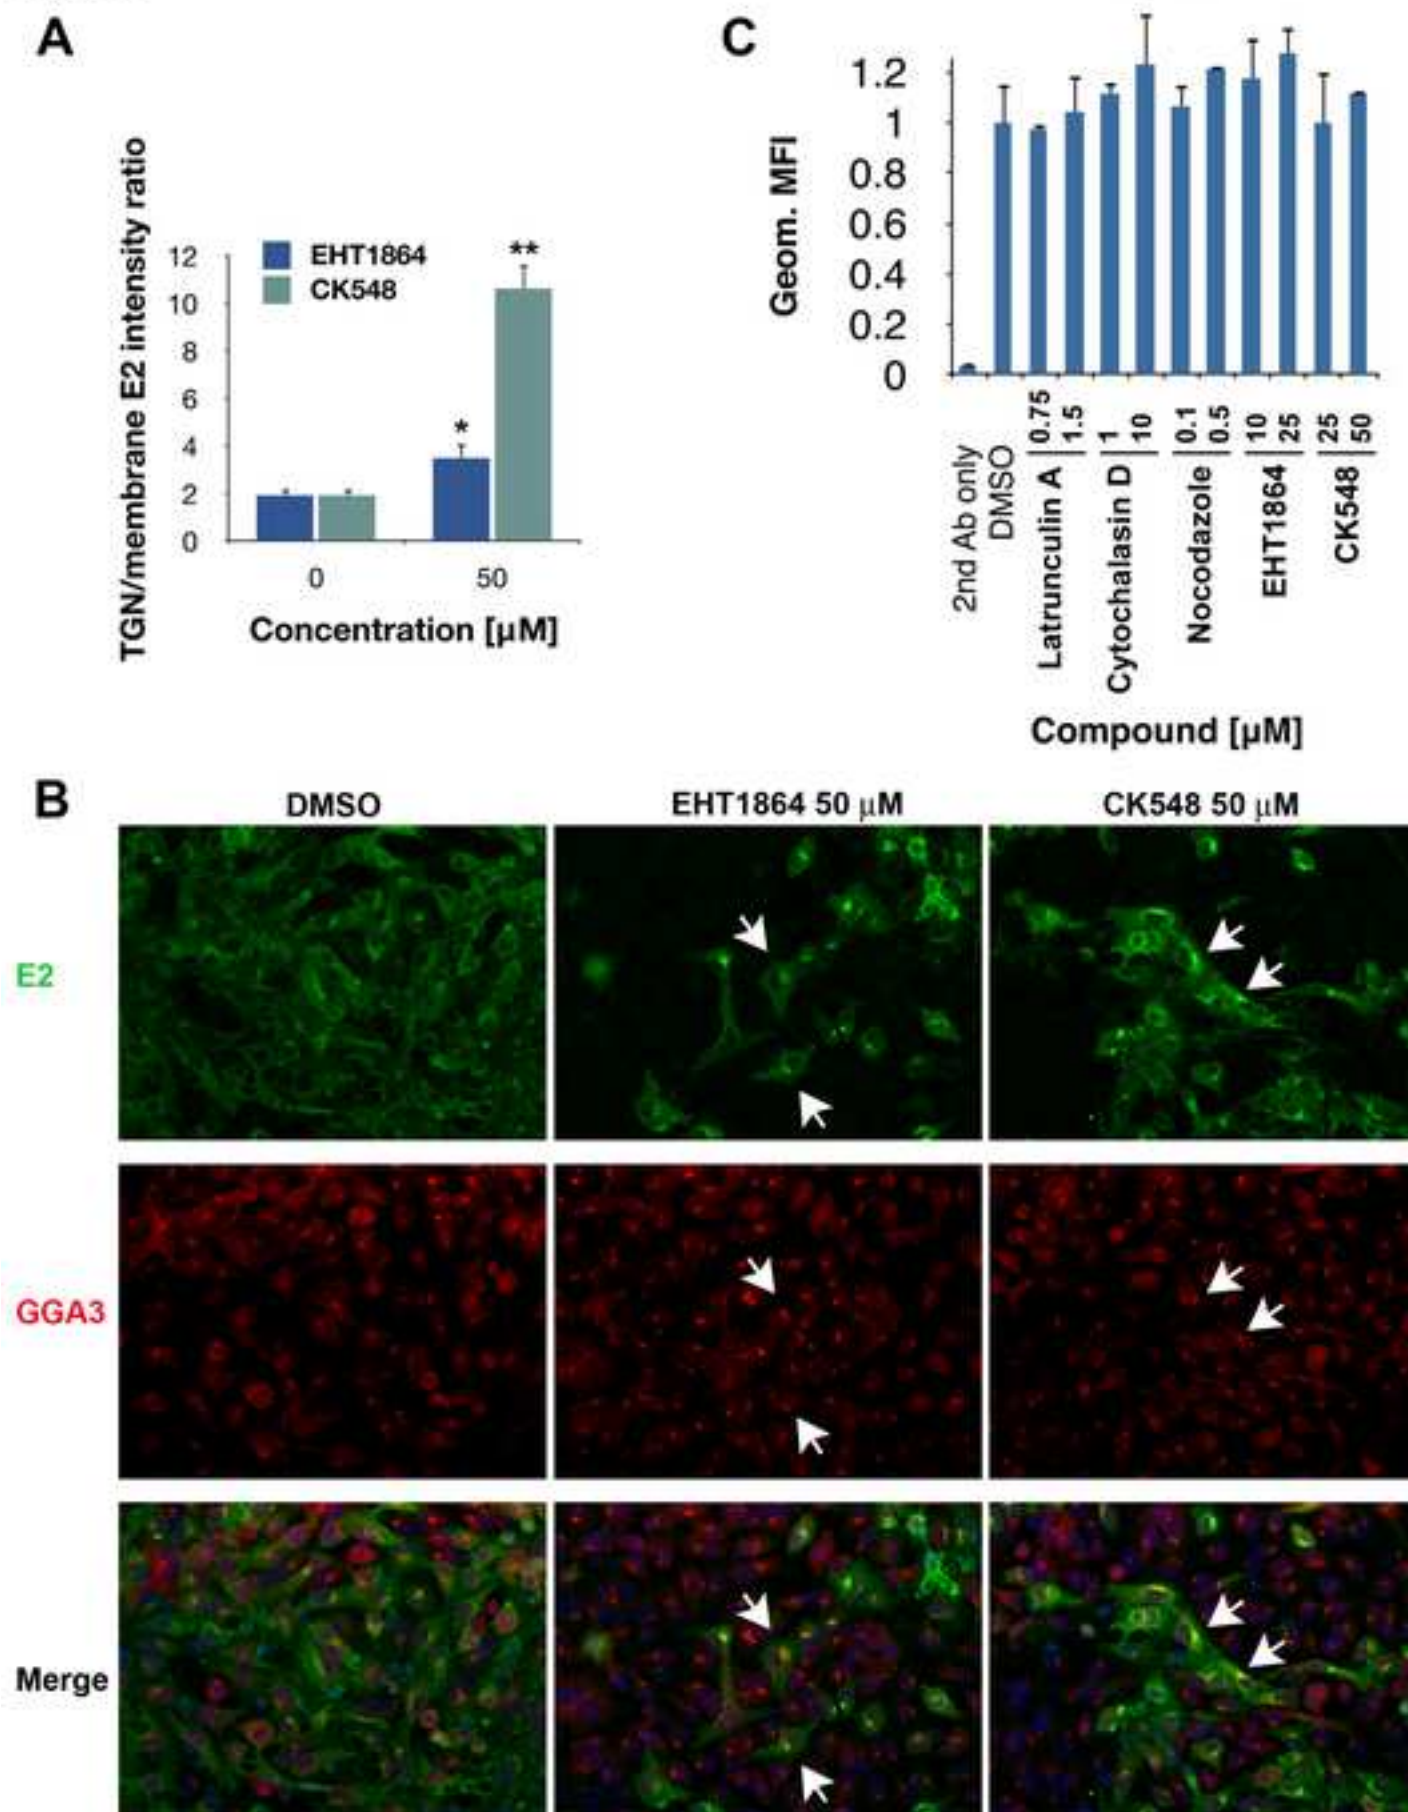 A
TGN/membrane E2 intensity ratio
12
10
8
6
4
2
0
EHT1864
CK548
*
**
0
50
Concentration [µM]
C
Geom. MFI
1.2
1
0.8
0.6
0.4
0.2
0
2nd Ab only
DMSO
0.75
1.5
Latrunculin A
1
10
Cytochalasin D
0.1
0.5
Nocodazole
10
25
EHT1864
25
50
CK548
Compound [µM]
B
DMSO
EHT1864 50 µM
CK548 50 µM
E2
GGA3
Merge